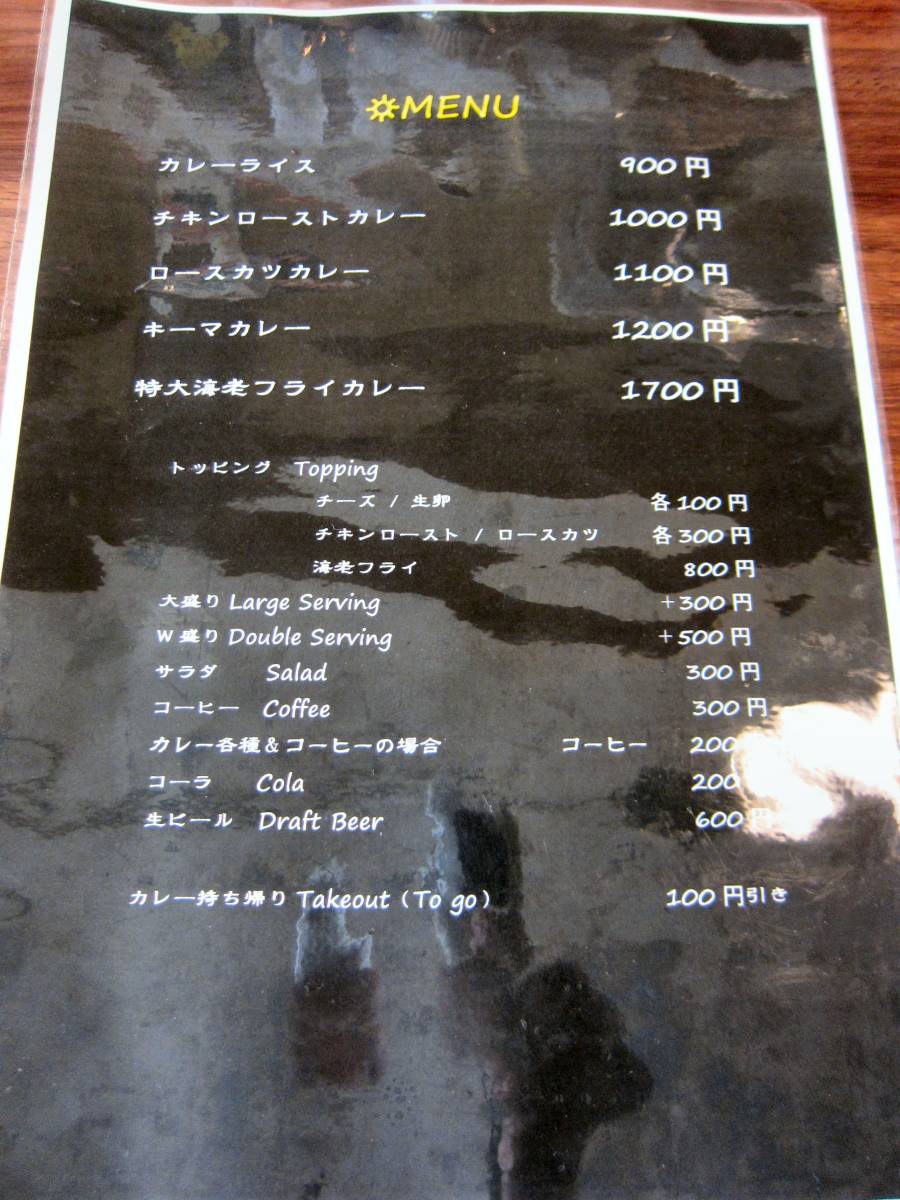 MENU
カレーライス 900円
チキンローストカレー 1000円
ロースカツカレー 1100円
キーマカレー 1200円
特大海老フライカレー 1700円
トッピング Topping
チーズ / 生卵 各100円
チキンロースト / ロースカツ 各300円
海老フライ 800円
大盛り Large Serving +300円
W盛り Double Serving +500円
サラダ Salad 300円
コーヒー Coffee 300円
カレー各種&コーヒーの場合 コーヒー 200
コーラ Cola 200
生ビール Draft Beer 600円
カレー持ち帰り Takeout (To go) 100円引き